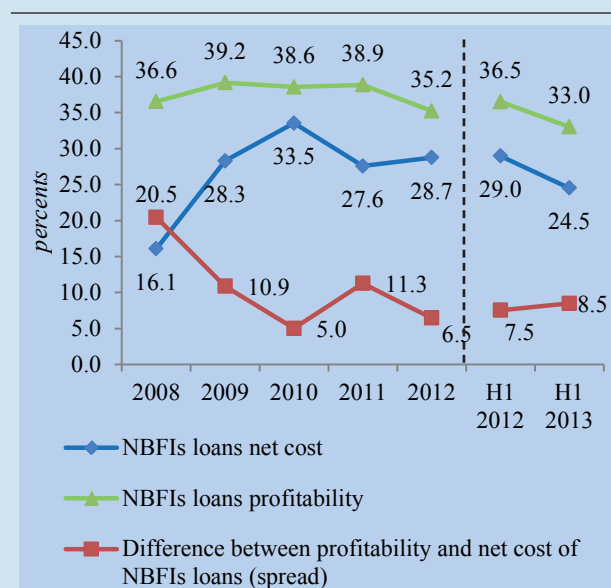 45.0
40.0
35.0
30.0
25.0
20.0
15.0
10.0
5.0
0.0
percents
36.6 39.2 38.6 38.9 35.2 36.5 33.0
16.1 28.3 33.5 27.6 28.7 29.0 24.5
20.5 10.9 5.0 11.3 6.5 7.5 8.5
2008 2009 2010 2011 2012 H1 H1
2012 2013
NBFIs loans net cost
NBFIs loans profitability
Difference between profitability and net cost of
NBFIs loans (spread)